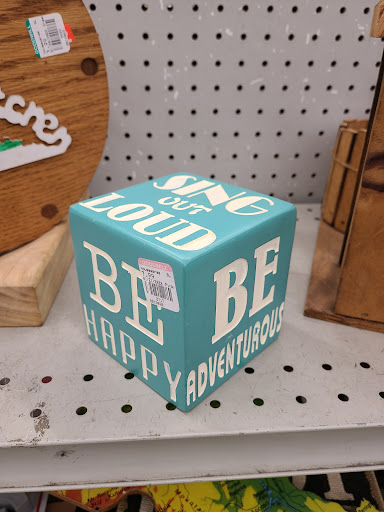 SING
OUT
LOUD
BE
HAPPY
BE
ADVENTUROUS